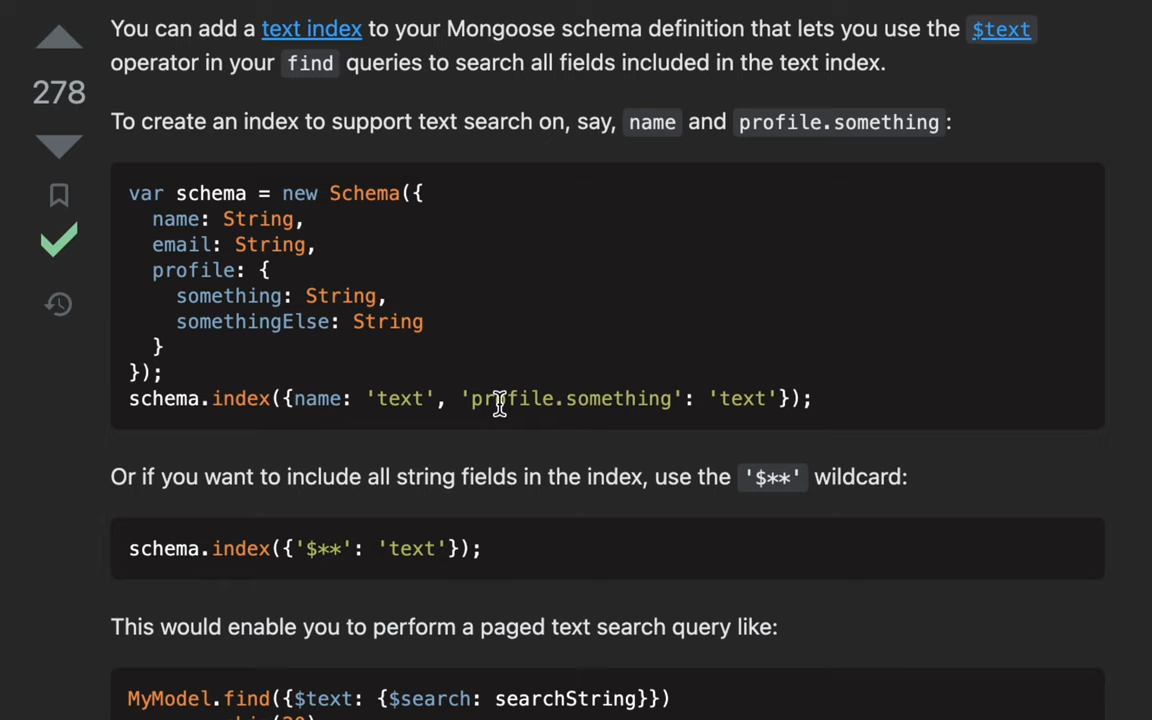 You can add a text index to your Mongoose schema definition that lets you use the $text
operator in your find queries to search all fields included in the text index.
278
To create an index to support text search on, say, name and profile.something:
var schema = new Schema({
  name: String,
  email: String,
  profile: {
    something: String,
    somethingElse: String
  }
});
schema.index({name: 'text', 'profile.something': 'text'});
Or if you want to include all string fields in the index, use the '$**' wildcard:
schema.index({'$**': 'text'});
This would enable you to perform a paged text search query like:
MyModel.find({$text: {$search: searchString}})